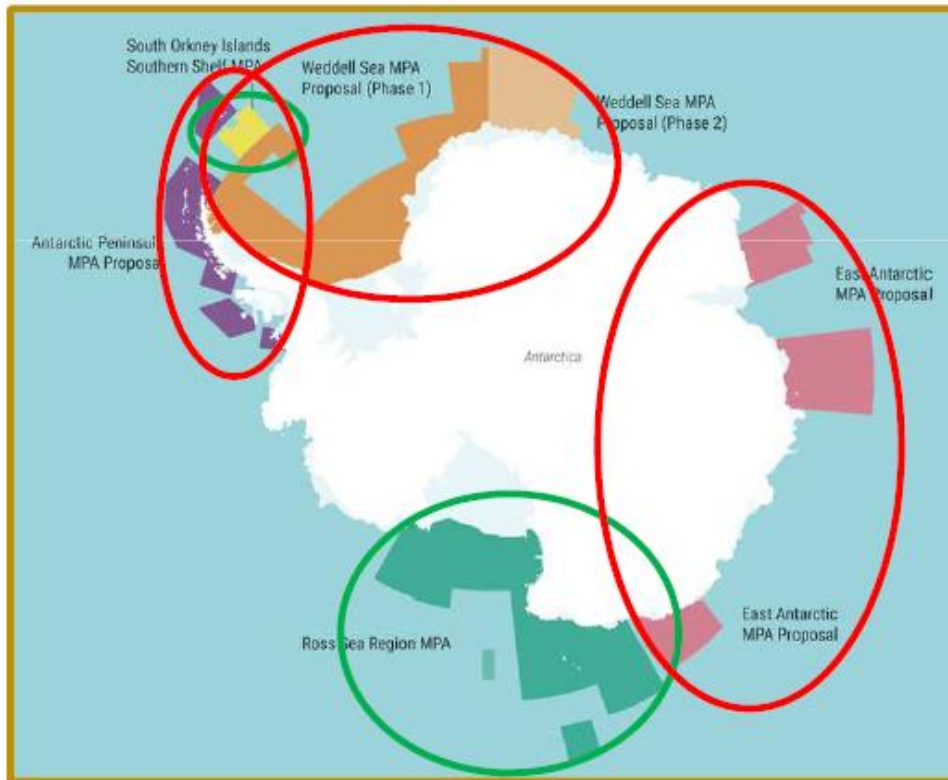 South Orkney Islands
Southern Shelf MPA
Weddell Sea MPA
Proposal (Phase 1)
Weddell Sea MPA
Proposal (Phase 2)
Antarctic Peninsula
MPA Proposal
East Antarctic
MPA Proposal
Antarctica
Ross Sea Region MPA
East Antarctic
MPA Proposal